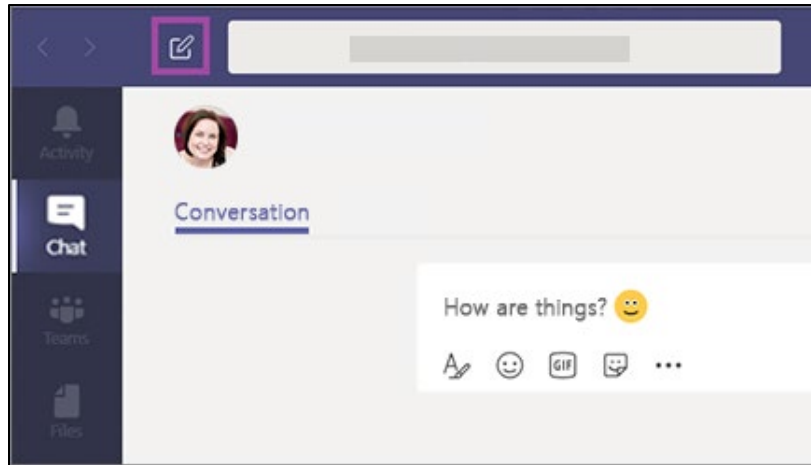 Activity
Conversation
Chat
How are things? 🙂
Teams
GIF
Files